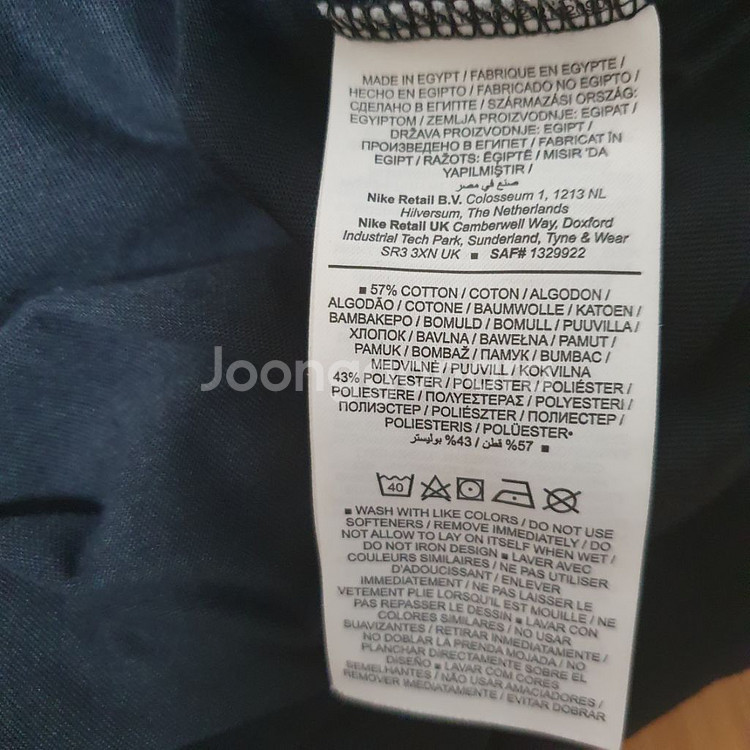 MADE IN EGYPT / FABRIQUE EN EGYPTE /
HECHO EN EGIPTO / FABRICADO NO EGIPTO /
СДЕЛАНО В ЕГИПТЕ / SZÁRMAZÁSI ORSZÁG:
EGYIPTOM / ZEMLJA PROIZVODNJE: EGIPAT /
DRŽAVA PROIZVODNJE: EGIPT /
ПРОИЗВЕДЕНО В ЕГИПЕТ / FABRICAT ÎN
EGIPT / RAŽOTS: ĒĢIPTĒ / MISIR 'DA
YAPILMIŞTIR /
صنع في مصر
Nike Retail B.V. Colosseum 1, 1213 NL
Hilversum, The Netherlands
Nike Retail UK Camberwell Way, Doxford
Industrial Tech Park, Sunderland, Tyne & Wear
SR3 3XN UK ■ SAF# 1329922
■ 57% COTTON / COTON / ALGODON /
ALGODÃO / COTONE / BAUMWOLLE / KATOEN /
ΒΑΜΒΑΚΕΡΟ / BOMULD / BOMULL / PUUVILLA /
ХЛОПОК / BAVLNA / BAWEŁNA / PAMUT /
PAMUK / BOMBAŽ / ПАМУК / BUMBAC /
MEDVILNĖ / PUUVILL / KOKVILNA
43% POLYESTER / POLIESTER / POLIÉSTER /
POLIESTERE / ΠΟΛΥΕΣΤΕΡΑΣ / POLYESTERI /
ПОЛИЭСТЕР / POLIÉSZTER / ПОЛИЕСТЕР /
POLIESTERIS / POLÜESTER
57% قطن / 43% بوليستر ■
40
■ WASH WITH LIKE COLORS / DO NOT USE
SOFTENERS / REMOVE IMMEDIATELY / DO
NOT ALLOW TO LAY ON ITSELF WHEN WET /
DO NOT IRON DESIGN ■ LAVER AVEC
COULEURS SIMILAIRES / NE PAS UTILISER
D'ADOUCISSANT / ENLEVER
IMMEDIATEMENT / NE PAS LAISSER LE
VETEMENT PLIE LORSQU'IL EST MOUILLE / NE
PAS REPASSER LE DESSIN ■ LAVAR CON
COLORES SIMILARES / NO USAR
SUAVIZANTES / RETIRAR INMEDIATAMENTE /
NO DOBLAR LA PRENDA MOJADA / NO
PLANCHAR DIRECTAMENTE SOBRE EL
DISEÑO ■ LAVAR COM CORES
SEMELHANTES / NÃO USAR AMACIADORES /
REMOVER IMEDIATAMENTE / EVITAR DOBRAR